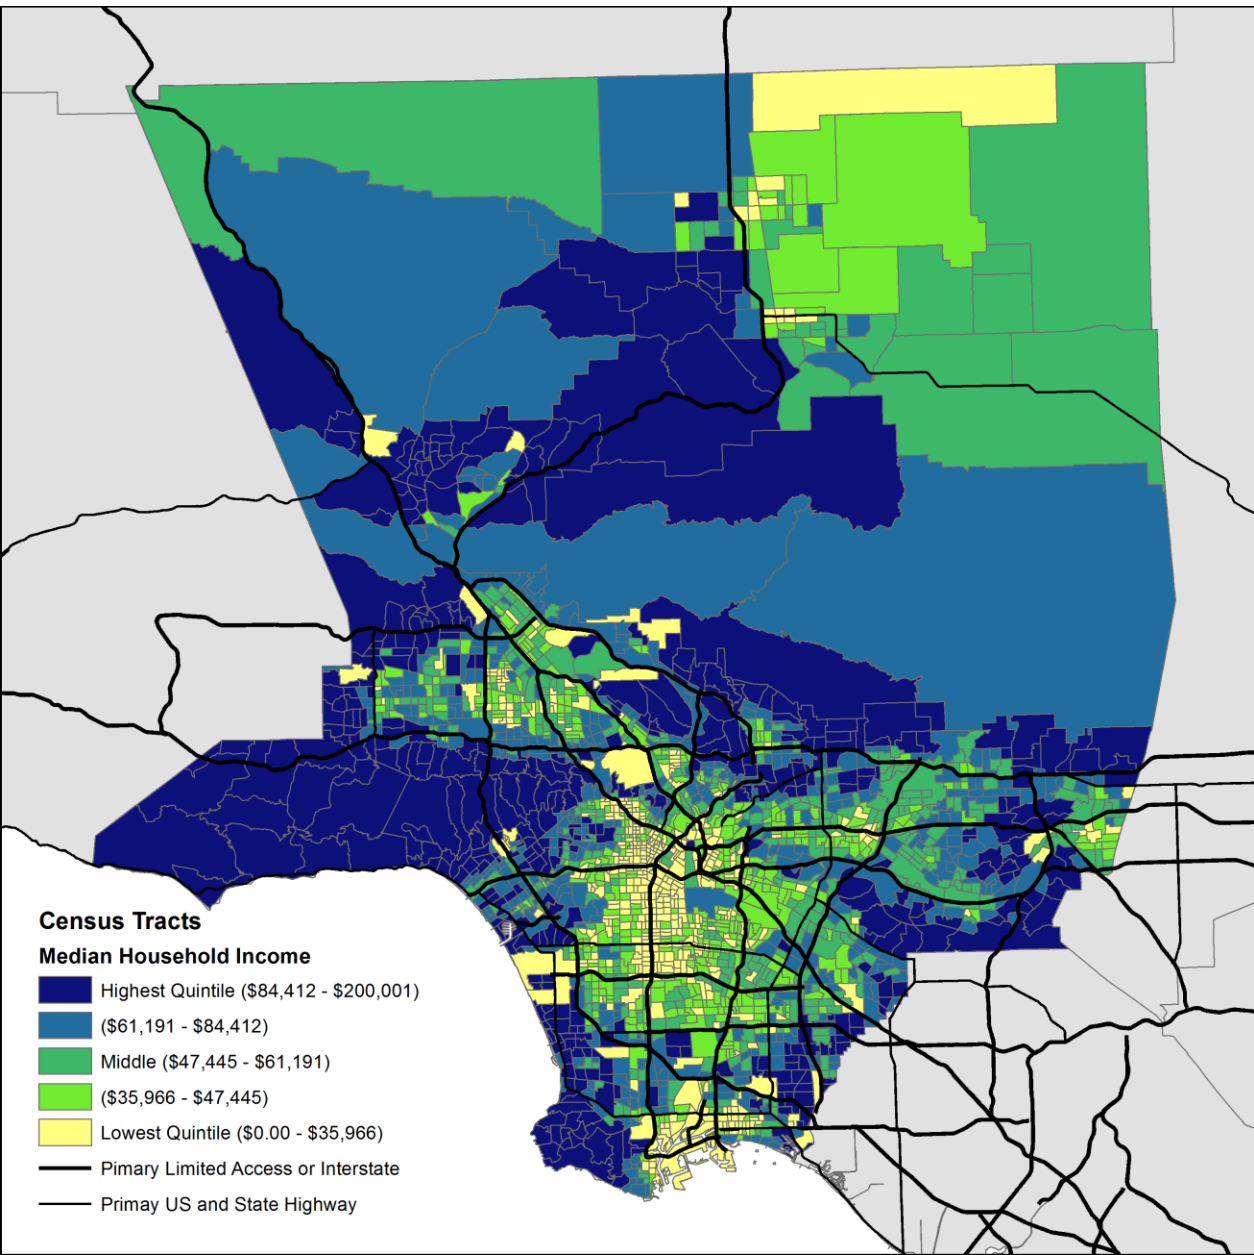 Census Tracts
Median Household Income
Highest Quintile ($84,412 - $200,001)
($61,191 - $84,412)
Middle ($47,445 - $61,191)
($35,966 - $47,445)
Lowest Quintile ($0.00 - $35,966)
Pimary Limited Access or Interstate
Primay US and State Highway